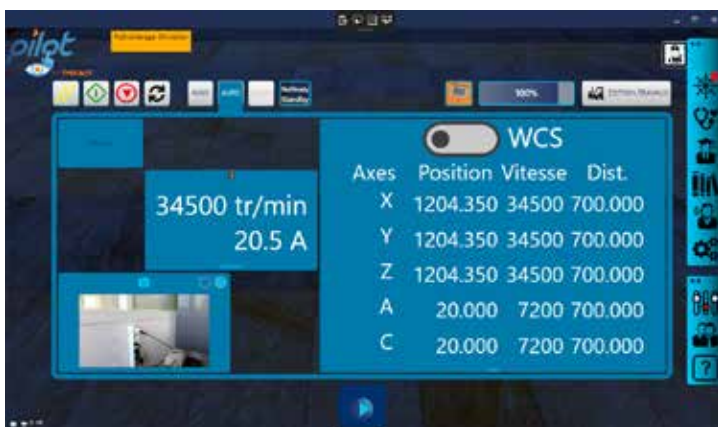 pilot
AUTO
100%
WCS
Axes Position Vitesse Dist.
34500 tr/min
20.5 A
X 1204.350 34500 700.000
Y 1204.350 34500 700.000
Z 1204.350 34500 700.000
A 20.000 7200 700.000
C 20.000 7200 700.000
?